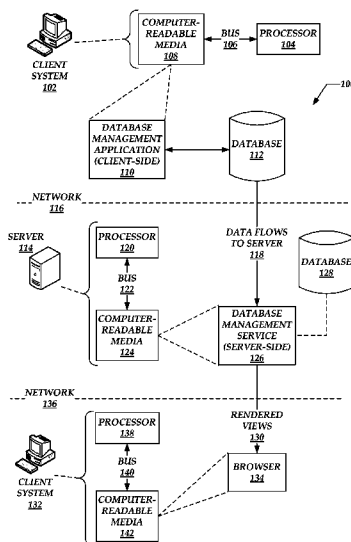 COMPUTER-
READABLE
MEDIA
108
BUS
106
PROCESSOR
104
CLIENT
SYSTEM
102
DATABASE
MANAGEMENT
APPLICATION
(CLIENT-SIDE)
110
DATABASE
112
NETWORK
116
SERVER
114
PROCESSOR
120
BUS
122
COMPUTER-
READABLE
MEDIA
124
DATA FLOWS
TO SERVER
118
DATABASE
128
DATABASE
MANAGEMENT
SERVICE
(SERVER-SIDE)
126
NETWORK
136
PROCESSOR
138
BUS
140
COMPUTER-
READABLE
MEDIA
142
CLIENT
SYSTEM
132
RENDERED
VIEWS
130
BROWSER
134